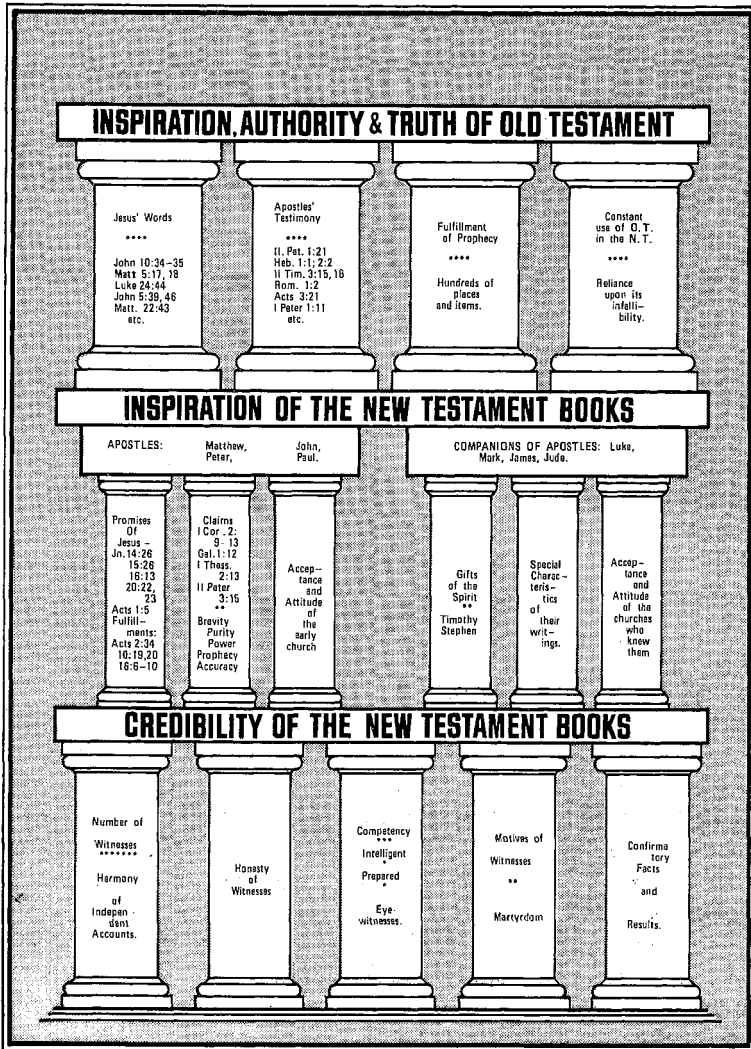 INSPIRATION, AUTHORITY & TRUTH OF OLD TESTAMENT
Jesus' Words
****
John 10:34-35
Matt 5:17, 18
Luke 24:44
John 5:39, 46
Matt. 22:43
etc.
Apostles'
Testimony
****
II. Pet. 1:21
Heb. 1:1; 2:2
II Tim. 3:15, 16
Rom. 1:2
Acts 3:21
I Peter 1:11
etc.
Fulfillment
of Prophecy
****
Hundreds of
places
and items.
Constant
use of O.T.
in the N.T.
****
Reliance
upon its
infalli-
bility.
INSPIRATION OF THE NEW TESTAMENT BOOKS
APOSTLES: Matthew, John,
Peter, Paul.
COMPANIONS OF APOSTLES: Luke,
Mark, James, Jude.
Promises
Of
Jesus -
Jn. 14:26
15:26
16:13
20:22,
23
Acts 1:5
Fulfill-
ments:
Acts 2:34
10:19,20
16:6-10
Claims
I Cor. 2:
9-13
Gal. 1:12
I Thess.
2:13
II Peter
3:15
**
Brevity
Purity
Power
Prophecy
Accuracy
Accep-
tance
and
Attitude
of
the
early
church
Gifts
of the
Spirit
**
Timothy
Stephen
Special
Charac-
teris-
tics
of
their
writ-
ings.
Accep-
tance
and
Attitude
of the
churches
who
knew
them
CREDIBILITY OF THE NEW TESTAMENT BOOKS
Number of
Witnesses
*******
Harmony
of
Indepen-
dent
Accounts.
Honesty
of
Witnesses
Competency
***
Intelligent
*
Prepared
*
Eye-
witnesses.
Motives of
Witnesses
**
Martyrdom
Confirma
tory
Facts
and
Results.